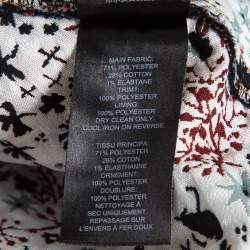 MAIN FABRIC:
71% POLYESTER
28% COTTON
1% ELASTANE
TRIM:
100% POLYESTER
LINING:
100% POLYESTER
DRY CLEAN ONLY
COOL IRON ON REVERSE.
TISSU PRINCIPAL
71% POLYESTER
28% COTON
1% ELASTHANNE
ORNEMENT:
100% POLYESTER
DOUBLURE:
100% POLYESTER
NETTOYAGE À
SEC UNIQUEMENT.
REPASSAGE SUR
L'ENVERS À FER DOUX